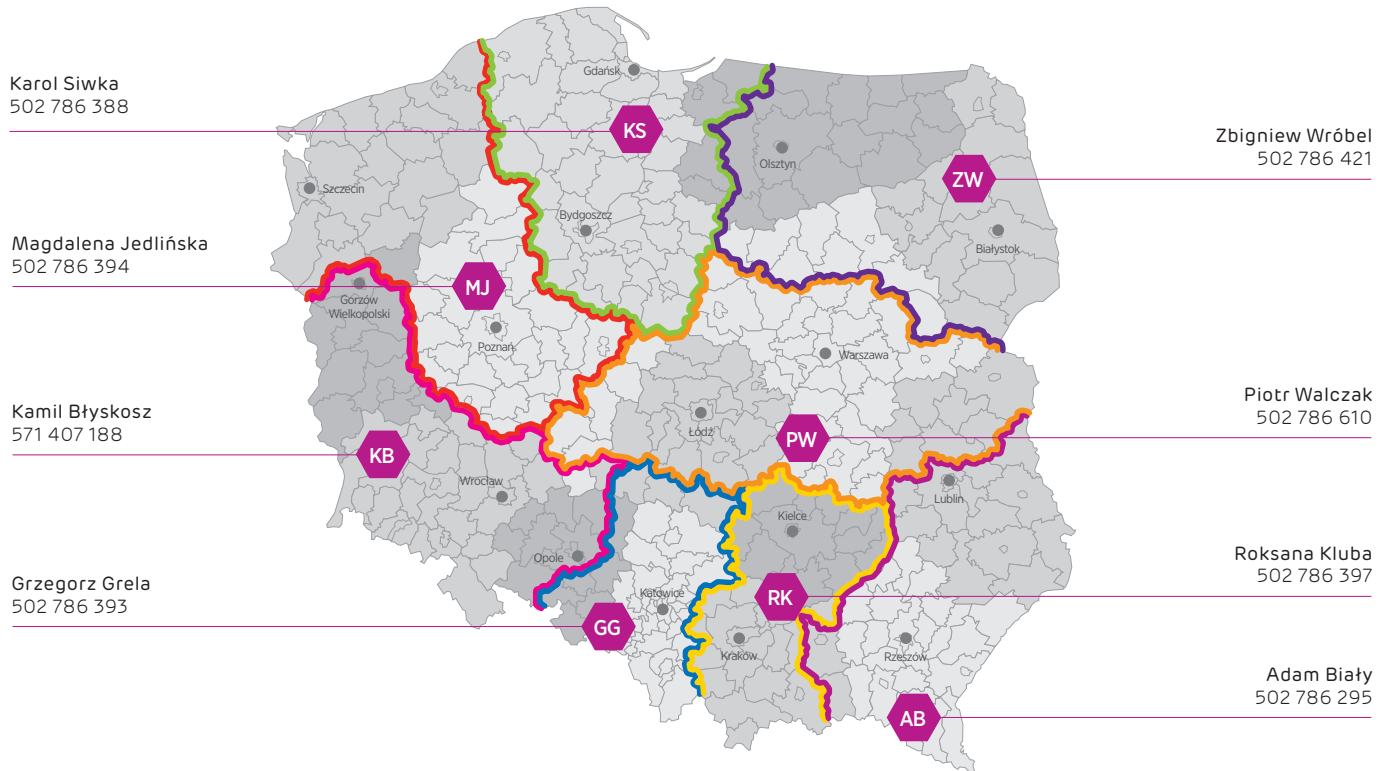 Karol Siwka
502 786 388
Magdalena Jedlińska
502 786 394
Kamil Błyskosz
571 407 188
Grzegorz Grela
502 786 393
Gdańsk
KS
Olsztyn
ZW
Szczecin
Bydgoszcz
Białystok
MJ
Gorzów
Wielkopolski
Poznań
Warszawa
Łódź
PW
KB
Wrocław
Lublin
Kielce
Opole
Katowice
RK
GG
Kraków
Rzeszów
AB
Zbigniew Wróbel
502 786 421
Piotr Walczak
502 786 610
Roksana Kluba
502 786 397
Adam Biały
502 786 295